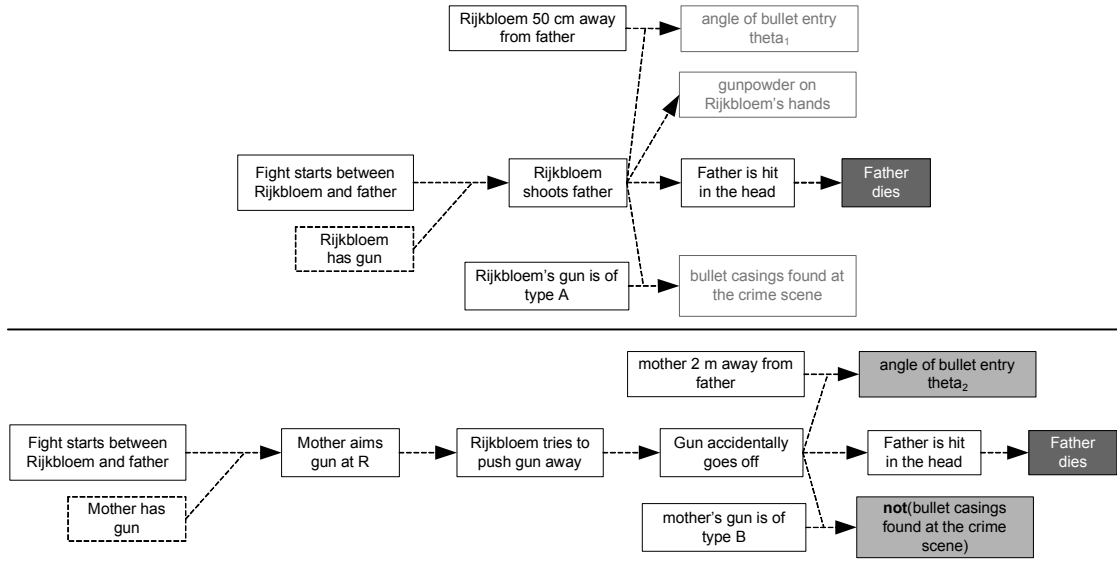 Rijkbloem 50 cm away
from father
angle of bullet entry
theta1
gunpowder on
Rijkbloem's hands
Fight starts between
Rijkbloem and father
Rijkbloem
shoots father
Father is hit
in the head
Father
dies
Rijkbloem
has gun
Rijkbloem's gun is of
type A
bullet casings found at
the crime scene
mother 2 m away from
father
angle of bullet entry
theta2
Fight starts between
Rijkbloem and father
Mother aims
gun at R
Rijkbloem tries to
push gun away
Gun accidentally
goes off
Father is hit
in the head
Father
dies
Mother has
gun
mother's gun is of
type B
not(bullet casings
found at the crime
scene)